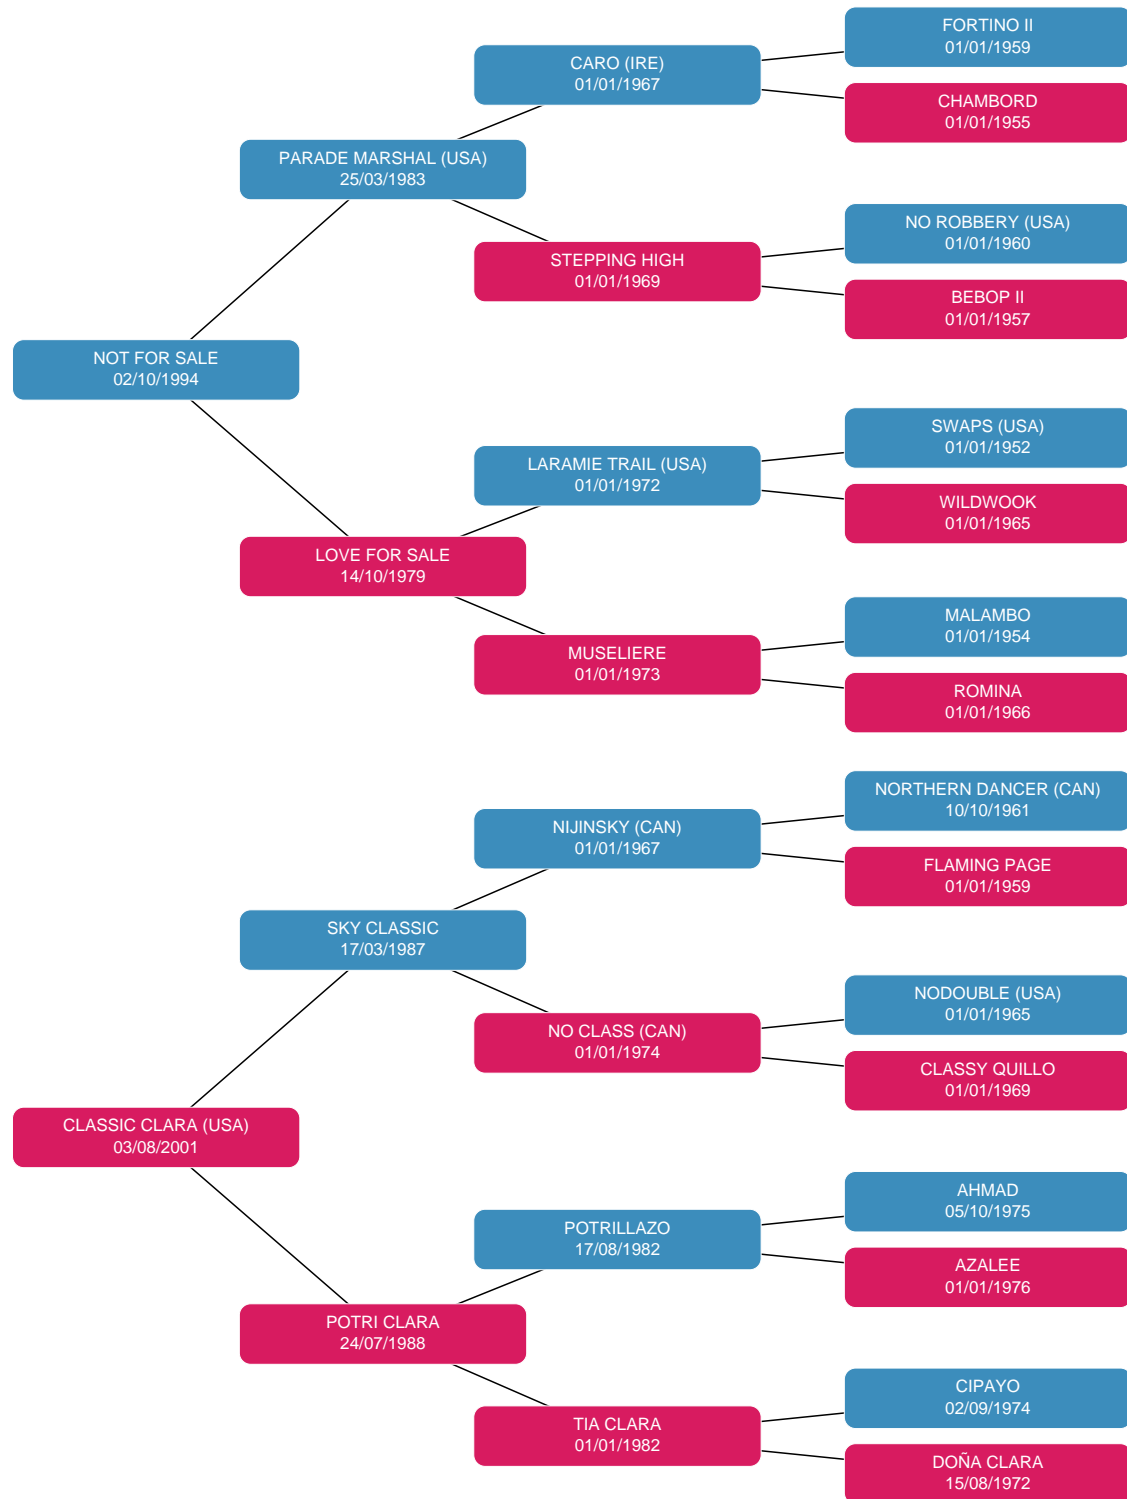 FORTINO II
01/01/1959
CARO (IRE)
01/01/1967
CHAMBORD
01/01/1955
PARADE MARSHAL (USA)
25/03/1983
NO ROBBERY (USA)
01/01/1960
STEPPING HIGH
01/01/1969
BEBOP II
01/01/1957
NOT FOR SALE
02/10/1994
SWAPS (USA)
01/01/1952
LARAMIE TRAIL (USA)
01/01/1972
WILDWOOK
01/01/1965
LOVE FOR SALE
14/10/1979
MALAMBO
01/01/1954
MUSELIERE
01/01/1973
ROMINA
01/01/1966
NORTHERN DANCER (CAN)
10/10/1961
NIJINSKY (CAN)
01/01/1967
FLAMING PAGE
01/01/1959
SKY CLASSIC
17/03/1987
NODOUBLE (USA)
01/01/1965
NO CLASS (CAN)
01/01/1974
CLASSY QUILLO
01/01/1969
CLASSIC CLARA (USA)
03/08/2001
AHMAD
05/10/1975
POTRILLAZO
17/08/1982
AZALEE
01/01/1976
POTRI CLARA
24/07/1988
CIPAYO
02/09/1974
TIA CLARA
01/01/1982
DOÑA CLARA
15/08/1972